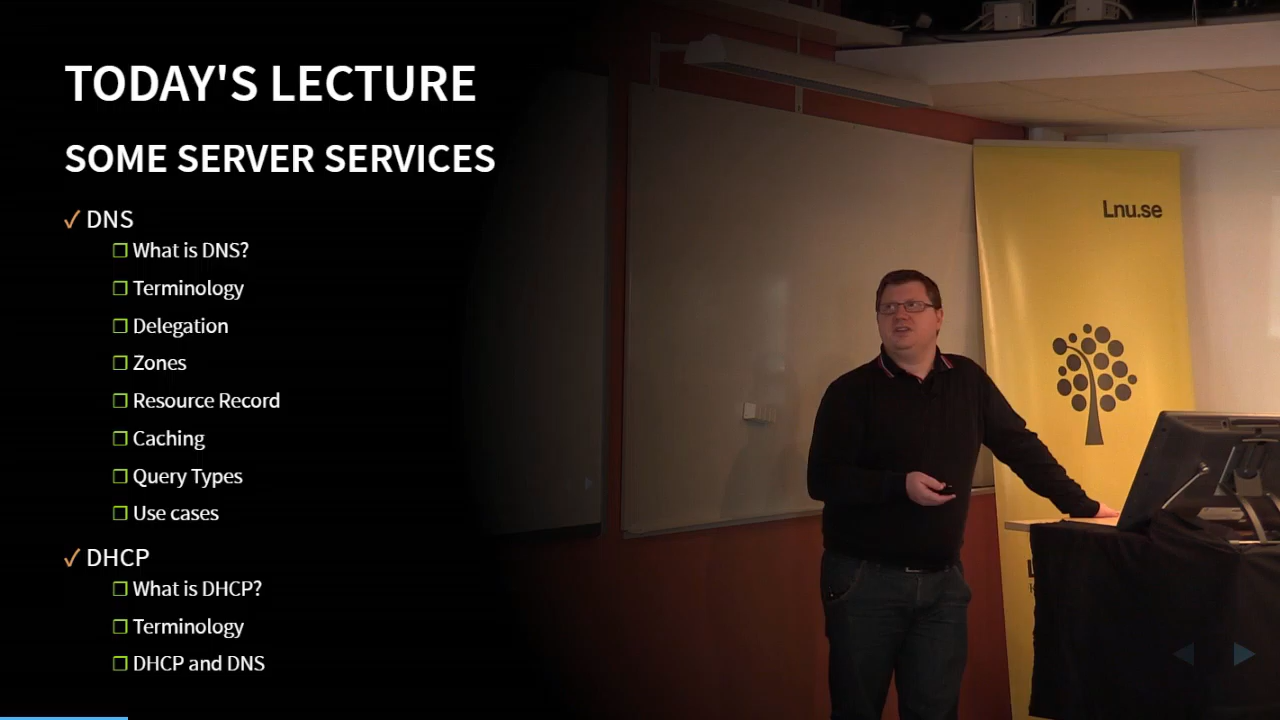 TODAY'S LECTURE
SOME SERVER SERVICES
✓ DNS
❐ What is DNS?
❐ Terminology
❐ Delegation
❐ Zones
❐ Resource Record
❐ Caching
❐ Query Types
❐ Use cases
✓ DHCP
❐ What is DHCP?
❐ Terminology
❐ DHCP and DNS
Lnu.se